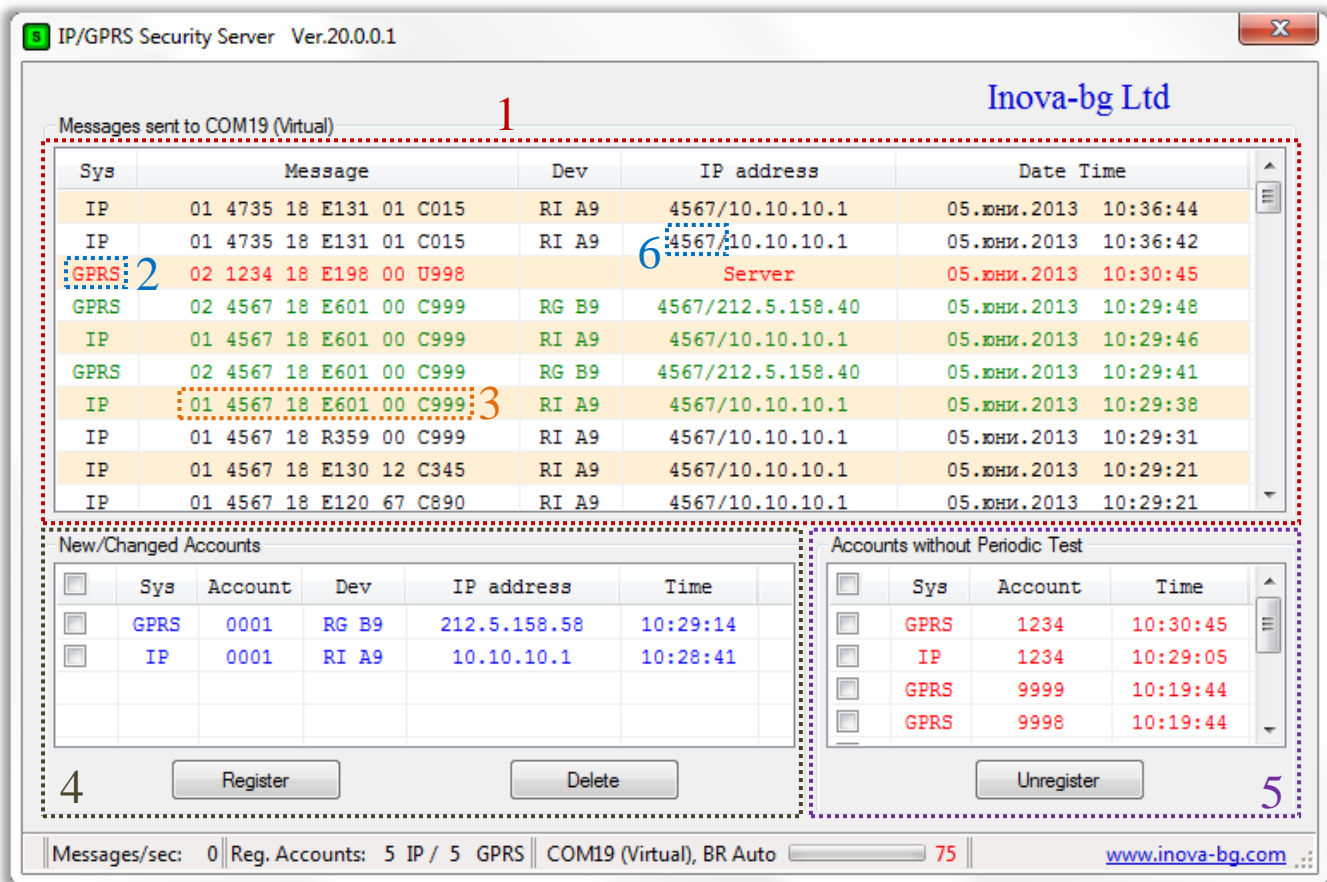 IP/GPRS Security Server Ver.20.0.0.1
Inova-bg Ltd
1
Messages sent to COM19 (Virtual)
Sys Message Dev IP address Date Time
IP 01 4735 18 E131 01 C015 RI A9 4567/10.10.10.1 05.юни.2013 10:36:44
IP 01 4735 18 E131 01 C015 RI A9 6 4567/10.10.10.1 05.юни.2013 10:36:42
GPRS 2 02 1234 18 E198 00 U998 Server 05.юни.2013 10:30:45
GPRS 02 4567 18 E601 00 C999 RG B9 4567/212.5.158.40 05.юни.2013 10:29:48
IP 01 4567 18 E601 00 C999 RI A9 4567/10.10.10.1 05.юни.2013 10:29:46
GPRS 02 4567 18 E601 00 C999 RG B9 4567/212.5.158.40 05.юни.2013 10:29:41
IP 01 4567 18 E601 00 C999 3 RI A9 4567/10.10.10.1 05.юни.2013 10:29:38
IP 01 4567 18 R359 00 C999 RI A9 4567/10.10.10.1 05.юни.2013 10:29:31
IP 01 4567 18 E130 12 C345 RI A9 4567/10.10.10.1 05.юни.2013 10:29:21
IP 01 4567 18 E120 67 C890 RI A9 4567/10.10.10.1 05.юни.2013 10:29:21
New/Changed Accounts
Sys Account Dev IP address Time
GPRS 0001 RG B9 212.5.158.58 10:29:14
IP 0001 RI A9 10.10.10.1 10:28:41
4 Register Delete
Accounts without Periodic Test
Sys Account Time
GPRS 1234 10:30:45
IP 1234 10:29:05
GPRS 9999 10:19:44
GPRS 9998 10:19:44
Unregister 5
Messages/sec: 0 Reg. Accounts: 5 IP / 5 GPRS COM19 (Virtual), BR Auto 75 www.inova-bg.com